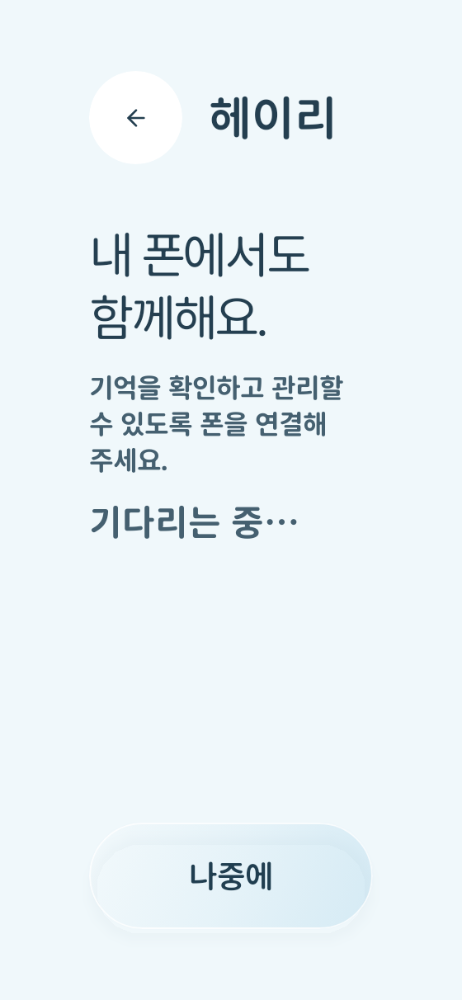 헤이리
내 폰에서도
함께해요.
기억을 확인하고 관리할
수 있도록 폰을 연결해
주세요.
기다리는 중…
나중에